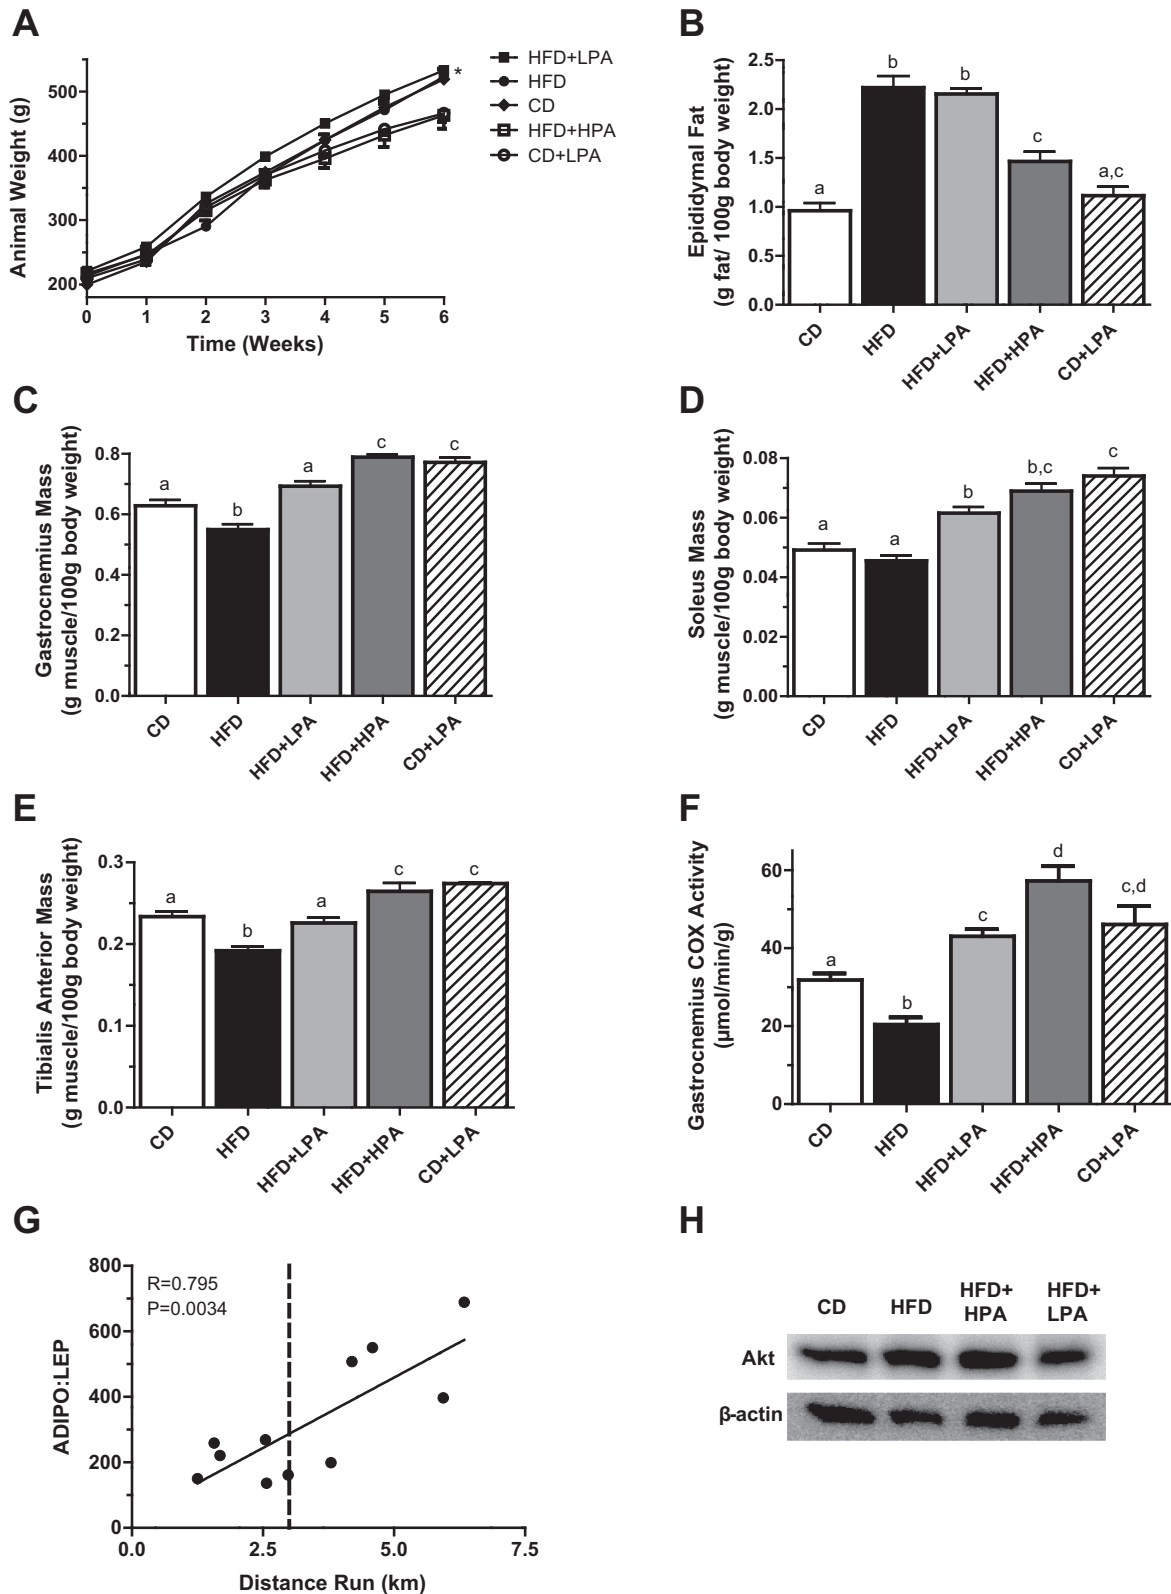 A
Animal Weight (g)
500
400
300
200
0 1 2 3 4 5 6
Time (Weeks)
*
HFD+LPA
HFD
CD
HFD+HPA
CD+LPA
B
Epididymal Fat
(g fat/ 100g body weight)
2.5
2.0
1.5
1.0
0.5
0.0
a b b c a,c
CD HFD HFD+LPA HFD+HPA CD+LPA
C
Gastrocnemius Mass
(g muscle/100g body weight)
0.8
0.6
0.4
0.2
0.0
a b a c c
CD HFD HFD+LPA HFD+HPA CD+LPA
D
Soleus Mass
(g muscle/100g body weight)
0.08
0.06
0.04
0.02
0.00
a a b b,c c
CD HFD HFD+LPA HFD+HPA CD+LPA
E
Tibialis Anterior Mass
(g muscle/100g body weight)
0.3
0.2
0.1
0.0
a b a c c
CD HFD HFD+LPA HFD+HPA CD+LPA
F
Gastrocnemius COX Activity
(µmol/min/g)
60
40
20
0
a b c d c,d
CD HFD HFD+LPA HFD+HPA CD+LPA
G
ADIPO:LEP
800
600
400
200
0
R=0.795
P=0.0034
0.0 2.5 5.0 7.5
Distance Run (km)
H
CD HFD HFD+ HFD+
HPA LPA
Akt
β-actin